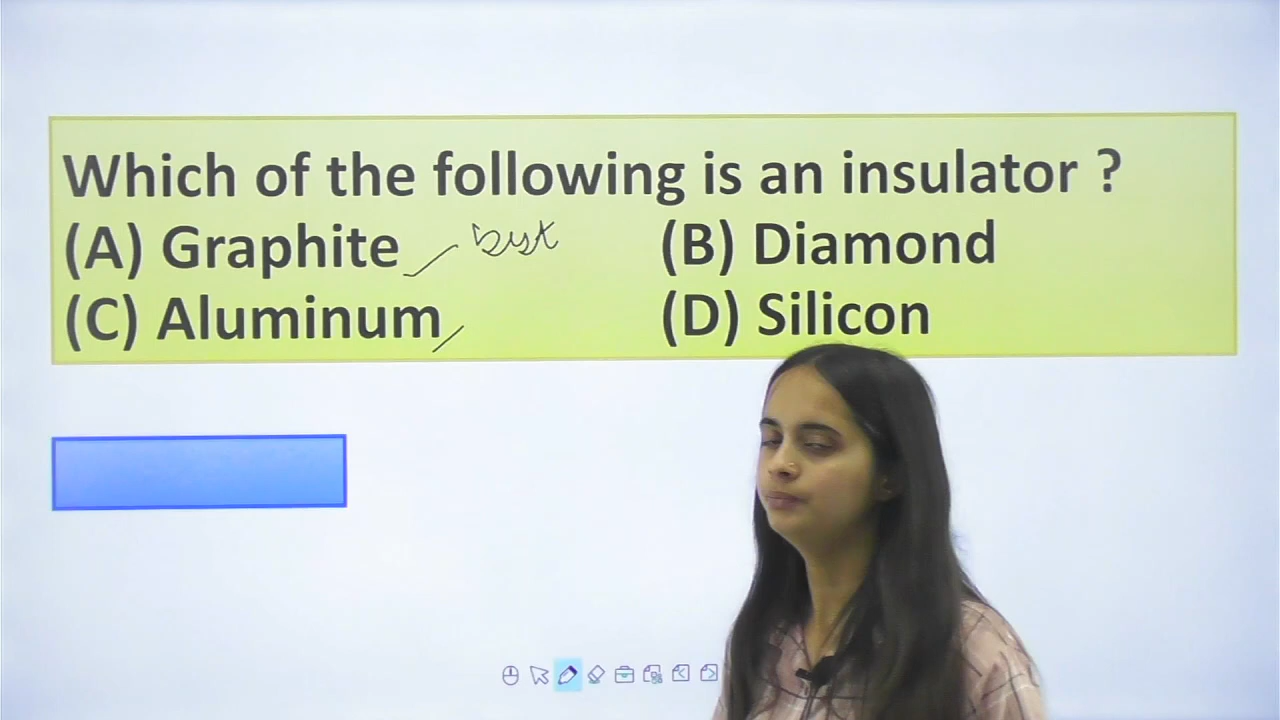 Which of the following is an insulator ?
(A) Graphite (B) Diamond
(C) Aluminum (D) Silicon